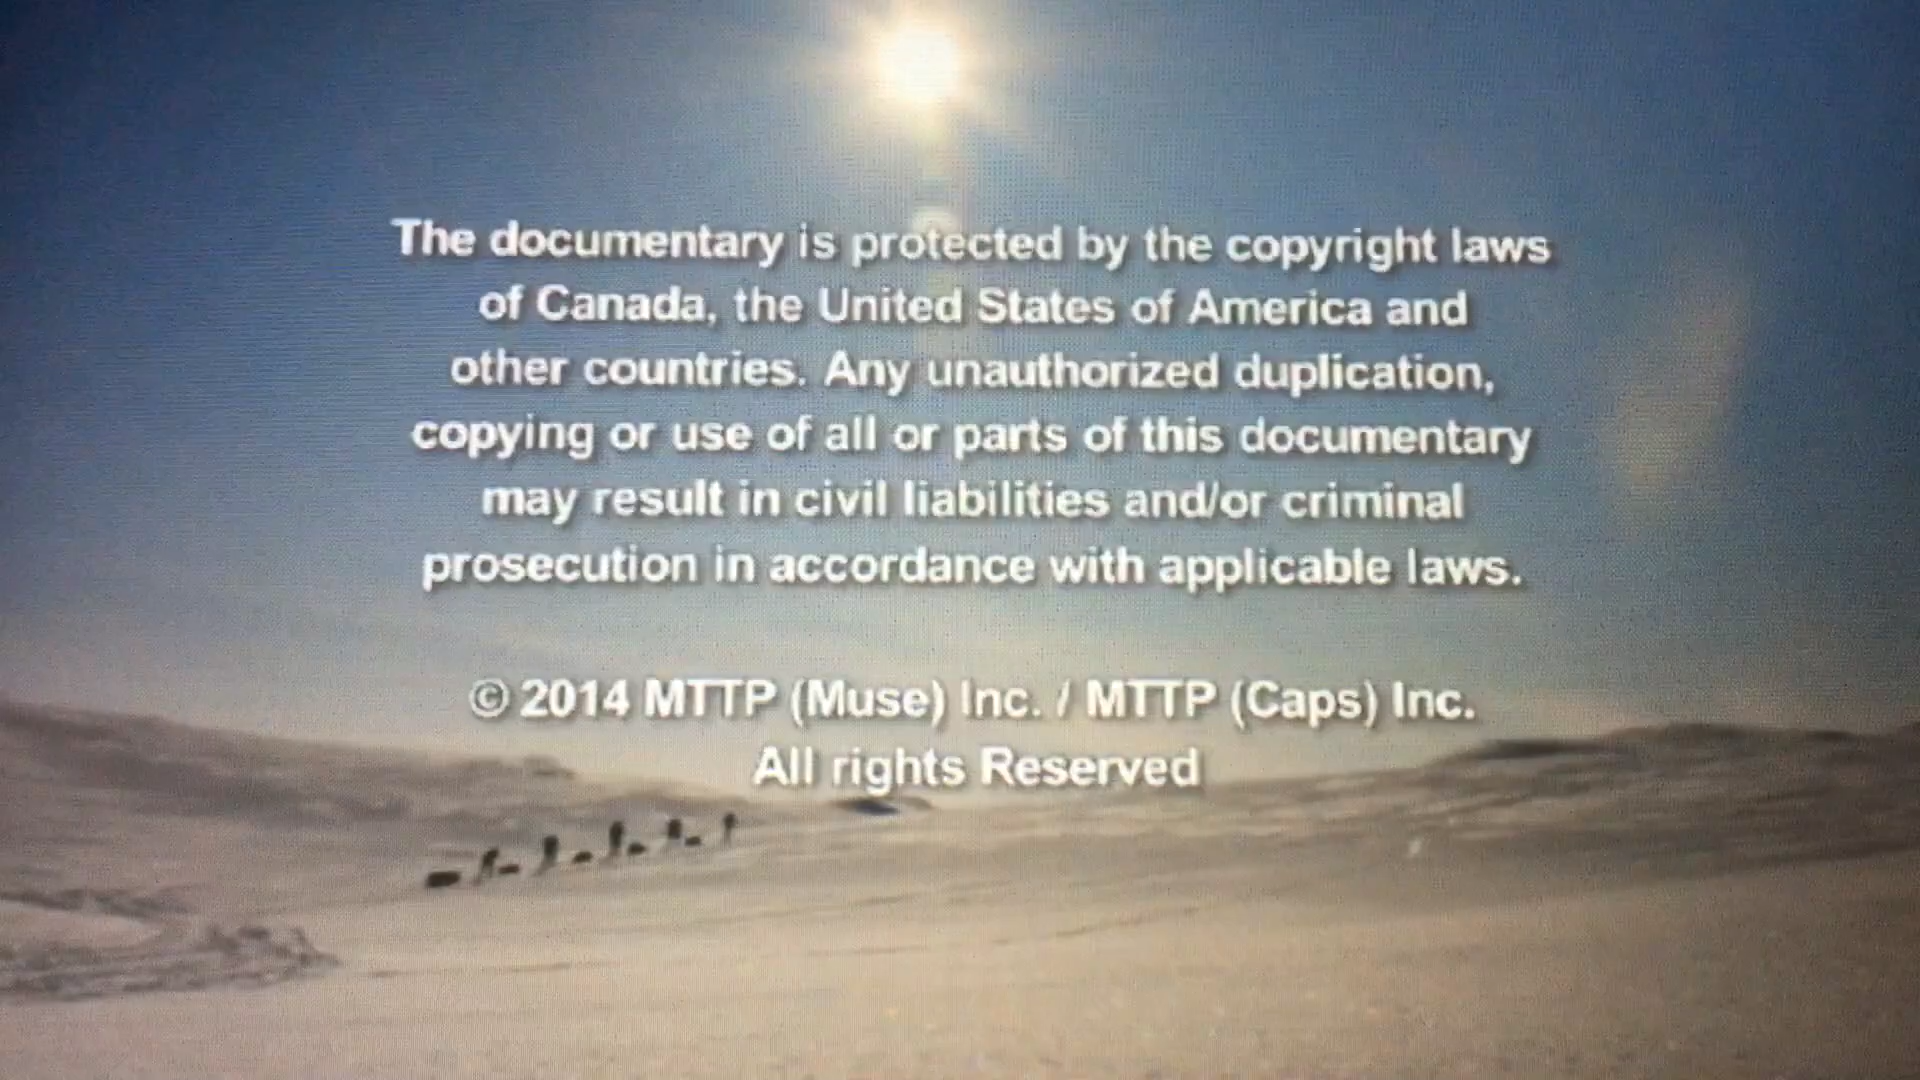 The documentary is protected by the copyright laws
of Canada, the United States of America and
other countries. Any unauthorized duplication,
copying or use of all or parts of this documentary
may result in civil liabilities and/or criminal
prosecution in accordance with applicable laws.
© 2014 MTTP (Muse) Inc. / MTTP (Caps) Inc.
All rights Reserved